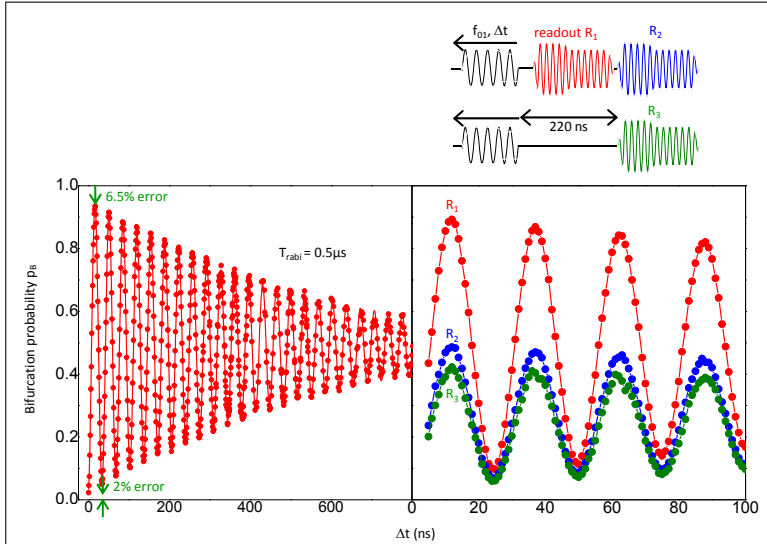 f01, Δt
readout R1
R2
220 ns
R3
Bifurcation probability pB
1.0
0.8
0.6
0.4
0.2
0.0
6.5% error
Trabi = 0.5μs
2% error
R1
R2
R3
0 200 400 600
0 20 40 60 80 100
Δt (ns)